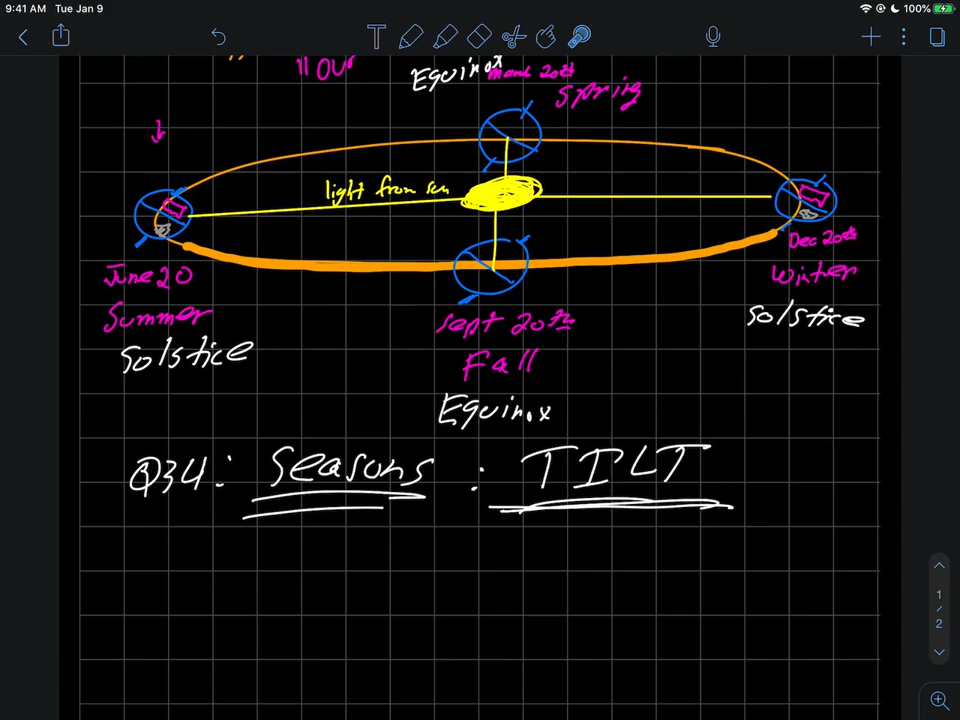 9:41 AM Tue Jan 9
100%
Equinox
March 20th
Spring
light from sun
June 20
Summer
Solstice
Sept 20th
Fall
Equinox
Dec 20th
Winter
Solstice
Q34: Seasons : TILT
1
/
2